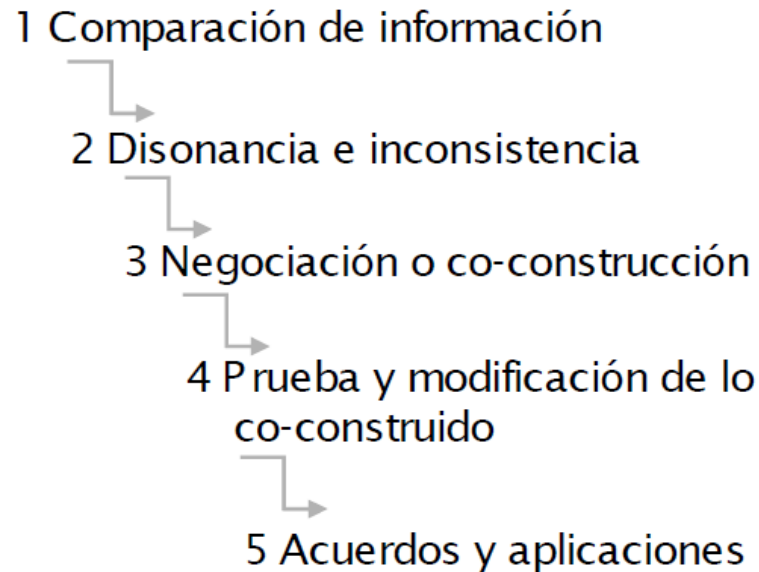 1 Comparación de información
2 Disonancia e inconsistencia
3 Negociación o co-construcción
4 Prueba y modificación de lo
co-construido
5 Acuerdos y aplicaciones